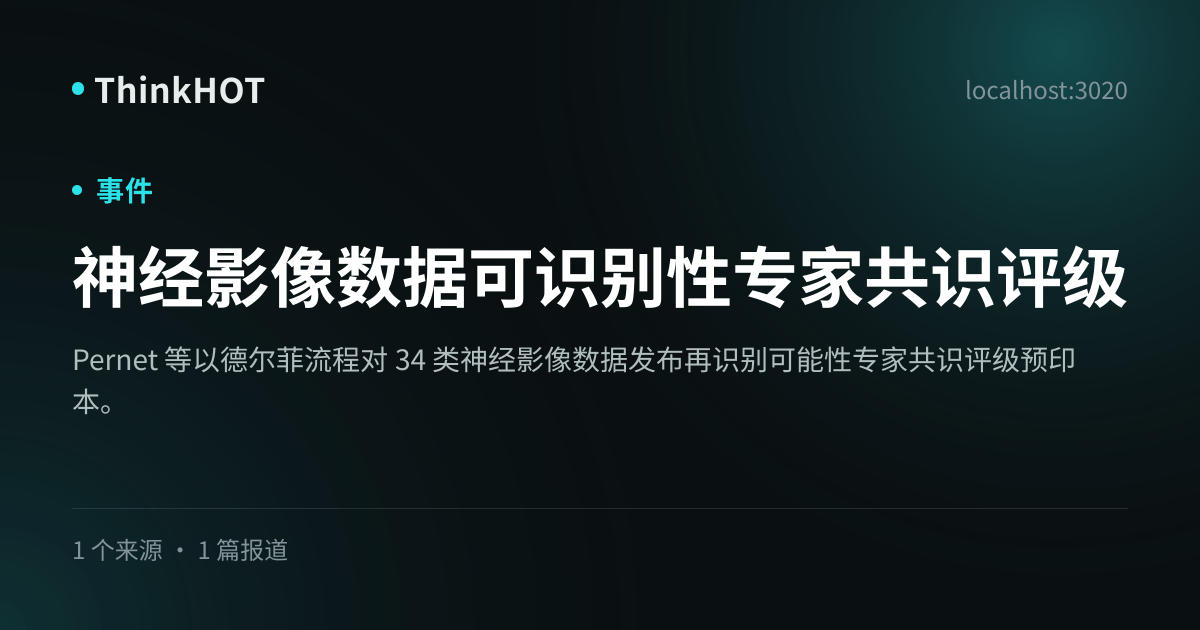 ThinkHOT
localhost:3020
事件
神经影像数据可识别性专家共识评级
Pernet 等以德尔菲流程对 34 类神经影像数据发布再识别可能性专家共识评级预印
本。
1 个来源 · 1 篇报道